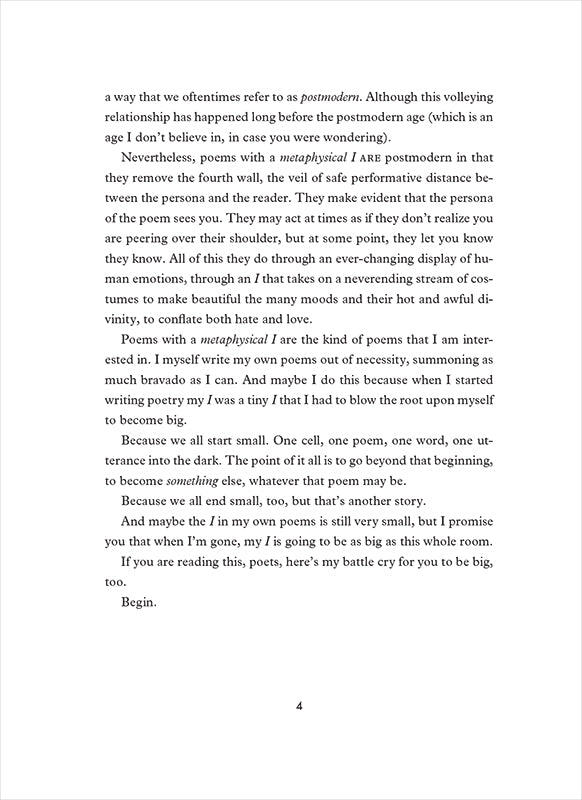 a way that we oftentimes refer to as postmodern. Although this volleying
relationship has happened long before the postmodern age (which is an
age I don’t believe in, in case you were wondering).
Nevertheless, poems with a metaphysical I ARE postmodern in that
they remove the fourth wall, the veil of safe performative distance be-
tween the persona and the reader. They make evident that the persona
of the poem sees you. They may act at times as if they don’t realize you
are peering over their shoulder, but at some point, they let you know
they know. All of this they do through an ever-changing display of hu-
man emotions, through an I that takes on a neverending stream of cos-
tumes to make beautiful the many moods and their hot and awful di-
vinity, to conflate both hate and love.
Poems with a metaphysical I are the kind of poems that I am inter-
ested in. I myself write my own poems out of necessity, summoning as
much bravado as I can. And maybe I do this because when I started
writing poetry my I was a tiny I that I had to blow the root upon myself
to become big.
Because we all start small. One cell, one poem, one word, one ut-
terance into the dark. The point of it all is to go beyond that beginning,
to become something else, whatever that poem may be.
Because we all end small, too, but that’s another story.
And maybe the I in my own poems is still very small, but I promise
you that when I’m gone, my I is going to be as big as this whole room.
If you are reading this, poets, here’s my battle cry for you to be big,
too.
Begin.
4